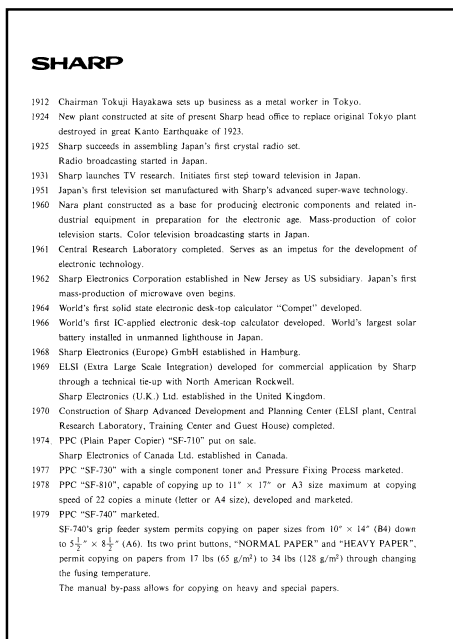 SHARP
1912 Chairman Tokuji Hayakawa sets up business as a metal worker in Tokyo.
1924 New plant constructed at site of present Sharp head office to replace original Tokyo plant
destroyed in great Kanto Earthquake of 1923.
1925 Sharp succeeds in assembling Japan's first crystal radio set.
Radio broadcasting started in Japan.
1931 Sharp launches TV research. Initiates first step toward television in Japan.
1951 Japan's first television set manufactured with Sharp's advanced super-wave technology.
1960 Nara plant constructed as a base for producing electronic components and related in-
dustrial equipment in preparation for the electronic age. Mass-production of color
television starts. Color television broadcasting starts in Japan.
1961 Central Research Laboratory completed. Serves as an impetus for the development of
electronic technology.
1962 Sharp Electronics Corporation established in New Jersey as US subsidiary. Japan's first
mass-production of microwave oven begins.
1964 World's first solid state electronic desk-top calculator "Compet" developed.
1966 World's first IC-applied electronic desk-top calculator developed. World's largest solar
battery installed in unmanned lighthouse in Japan.
1968 Sharp Electronics (Europe) GmbH established in Hamburg.
1969 ELSI (Extra Large Scale Integration) developed for commercial application by Sharp
through a technical tie-up with North American Rockwell.
Sharp Electronics (U.K.) Ltd. established in the United Kingdom.
1970 Construction of Sharp Advanced Development and Planning Center (ELSI plant, Central
Research Laboratory, Training Center and Guest House) completed.
1974 PPC (Plain Paper Copier) "SF-710" put on sale.
Sharp Electronics of Canada Ltd. established in Canada.
1977 PPC "SF-730" with a single component toner and Pressure Fixing Process marketed.
1978 PPC "SF-810", capable of copying up to 11″ × 17″ or A3 size maximum at copying
speed of 22 copies a minute (letter or A4 size), developed and marketed.
1979 PPC "SF-740" marketed.
SF-740's grip feeder system permits copying on paper sizes from 10″ × 14″ (B4) down
to 5½″ × 8½″ (A6). Its two print buttons, "NORMAL PAPER" and "HEAVY PAPER",
permit copying on papers from 17 lbs (65 g/m²) to 34 lbs (128 g/m²) through changing
the fusing temperature.
The manual by-pass allows for copying on heavy and special papers.